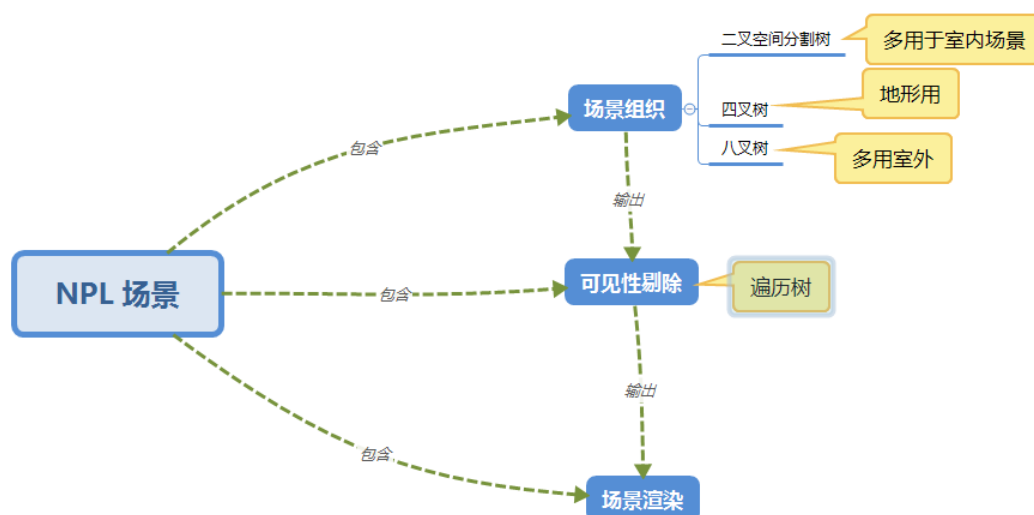 二叉空间分割树
多用于室内场景
场景组织
四叉树
地形用
包含
八叉树
多用室外
输出
NPL 场景
包含
可见性剔除
遍历树
输出
包含
场景渲染